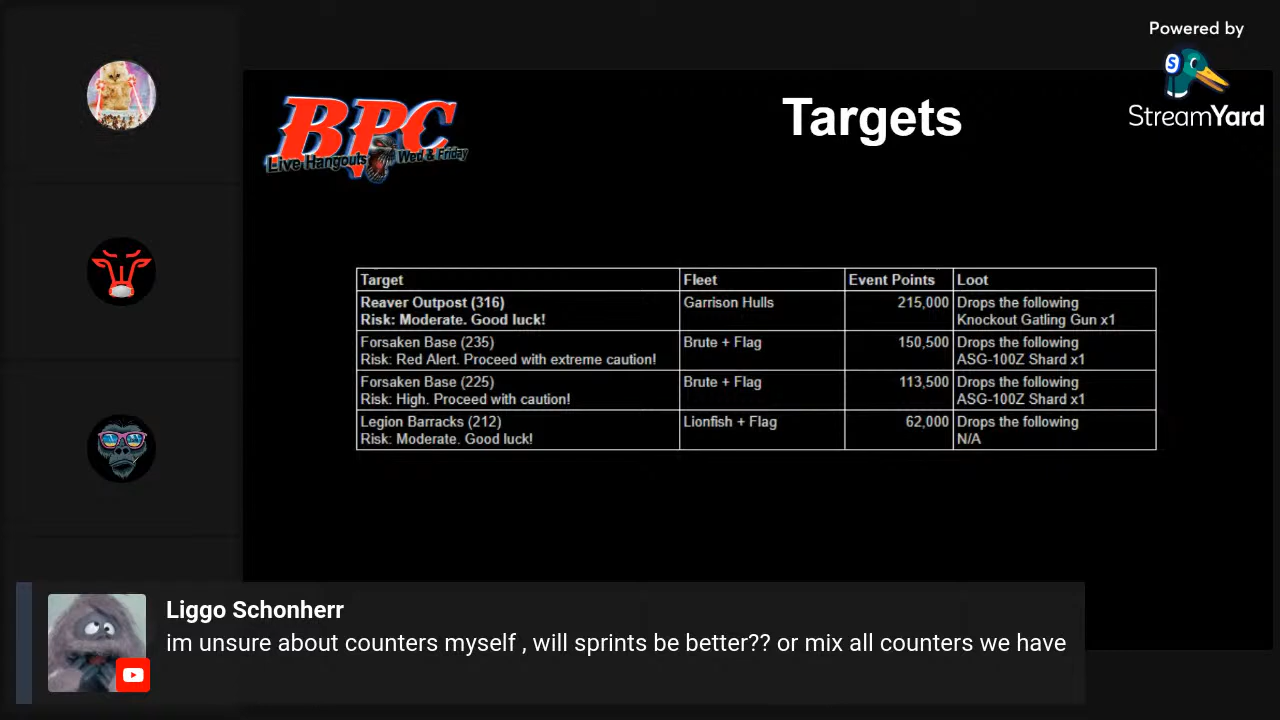 Powered by
StreamYard
BPC
Live Hangouts Wed & Friday
Targets
Target Fleet Event Points Loot
Reaver Outpost (316) Garrison Hulls 215,000 Drops the following
Risk: Moderate. Good luck! Knockout Gatling Gun x1
Forsaken Base (235) Brute + Flag 150,500 Drops the following
Risk: Red Alert. Proceed with extreme caution! ASG-100Z Shard x1
Forsaken Base (225) Brute + Flag 113,500 Drops the following
Risk: High. Proceed with caution! ASG-100Z Shard x1
Legion Barracks (212) Lionfish + Flag 62,000 Drops the following
Risk: Moderate. Good luck! N/A
Liggo Schonherr
im unsure about counters myself , will sprints be better?? or mix all counters we have